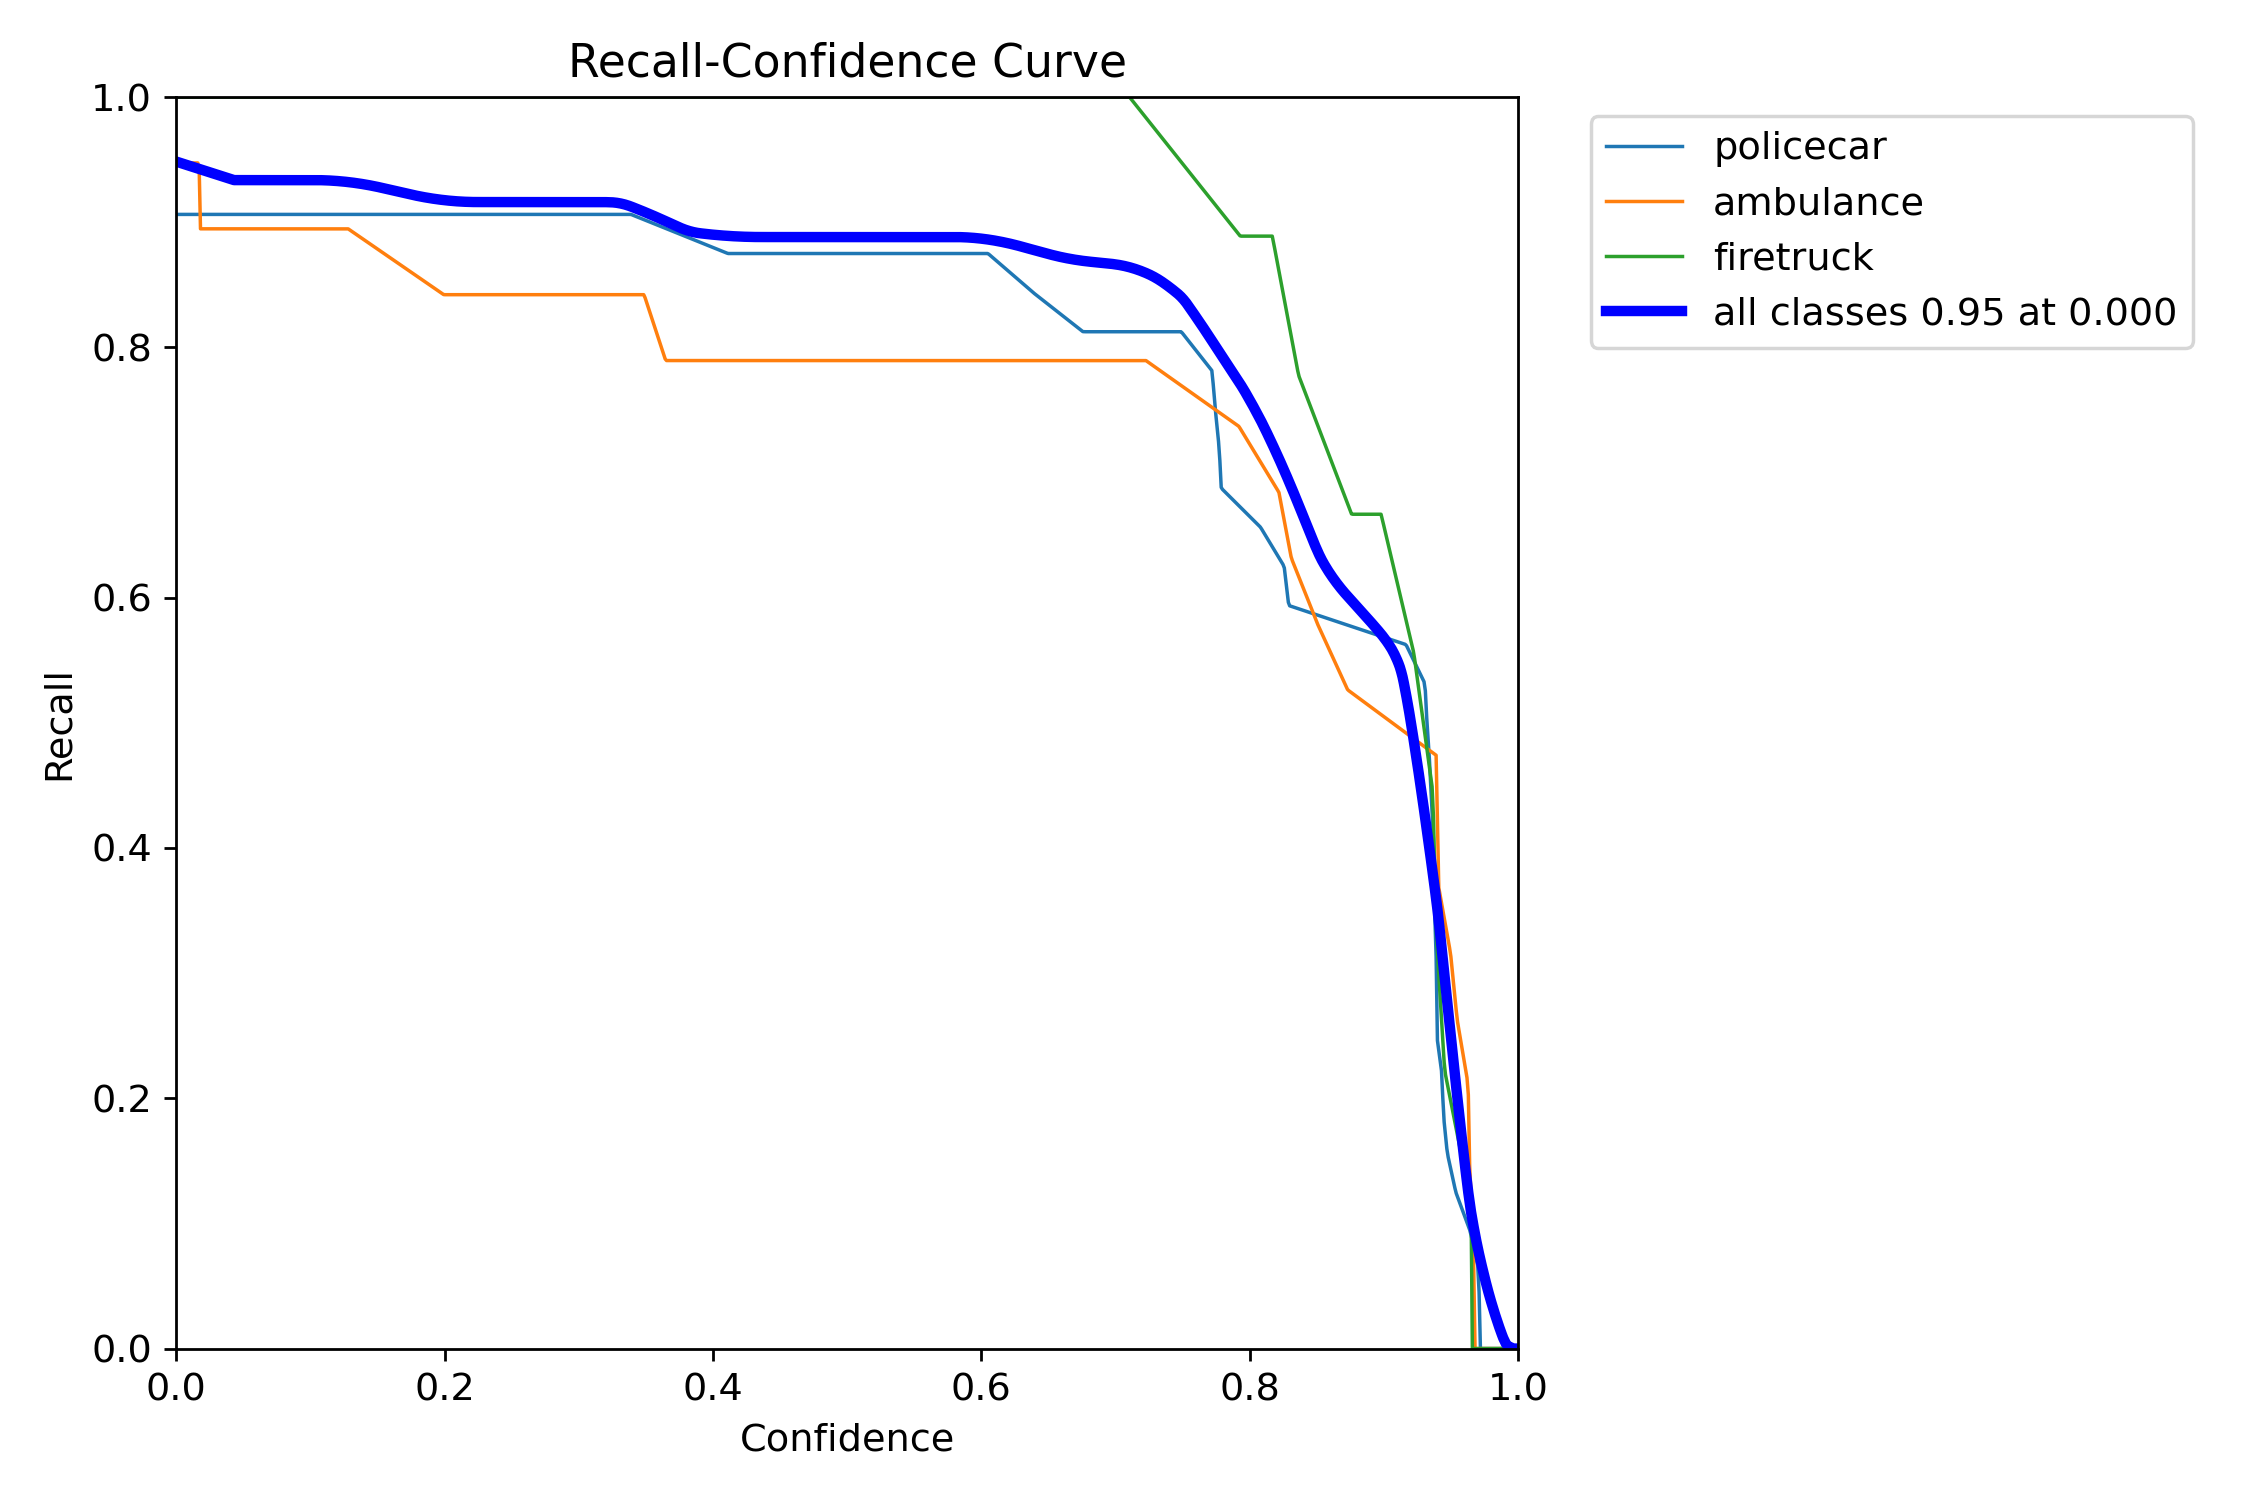 Recall-Confidence Curve
1.0
0.8
0.6
0.4
0.2
0.0
Recall
0.0 0.2 0.4 0.6 0.8 1.0
Confidence
policecar
ambulance
firetruck
all classes 0.95 at 0.000